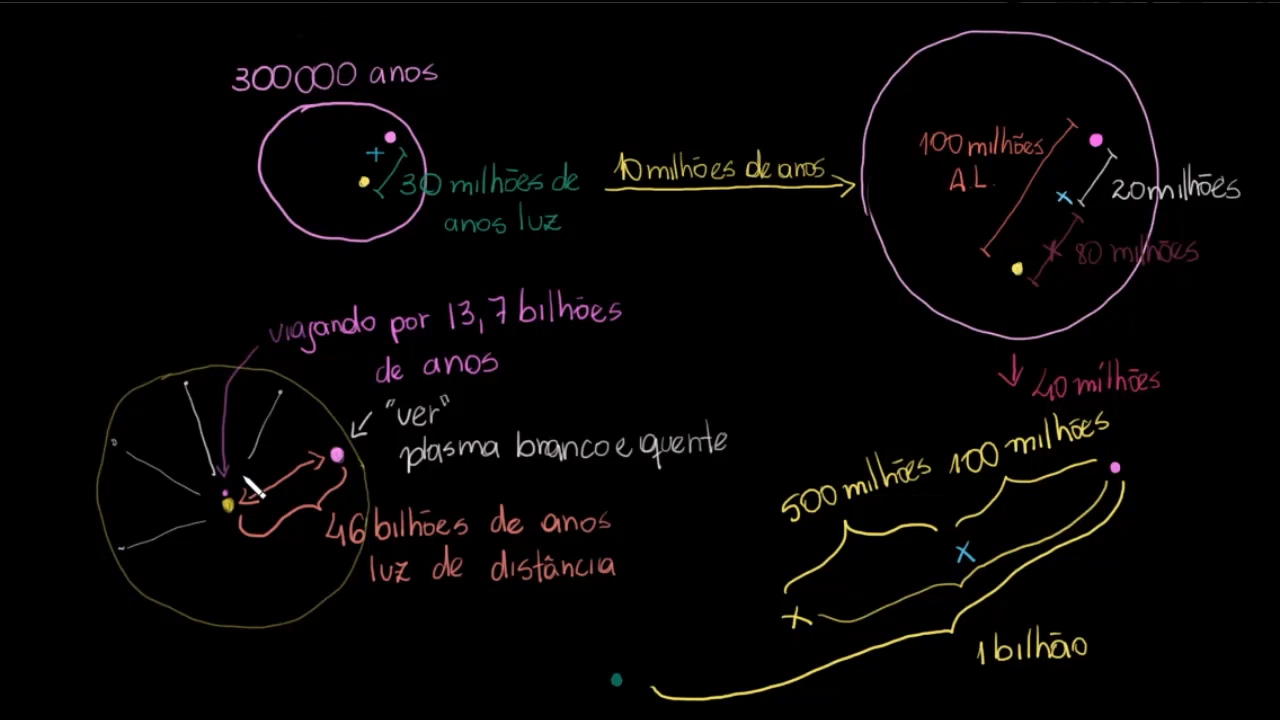 300000 anos
30 milhões de
anos luz
10 milhões de anos
100 milhões
A.L.
20 milhões
80 milhões
viajando por 13,7 bilhões
de anos
"ver"
plasma branco e quente
46 bilhões de anos
luz de distância
40 milhões
500 milhões 100 milhões
1 bilhão